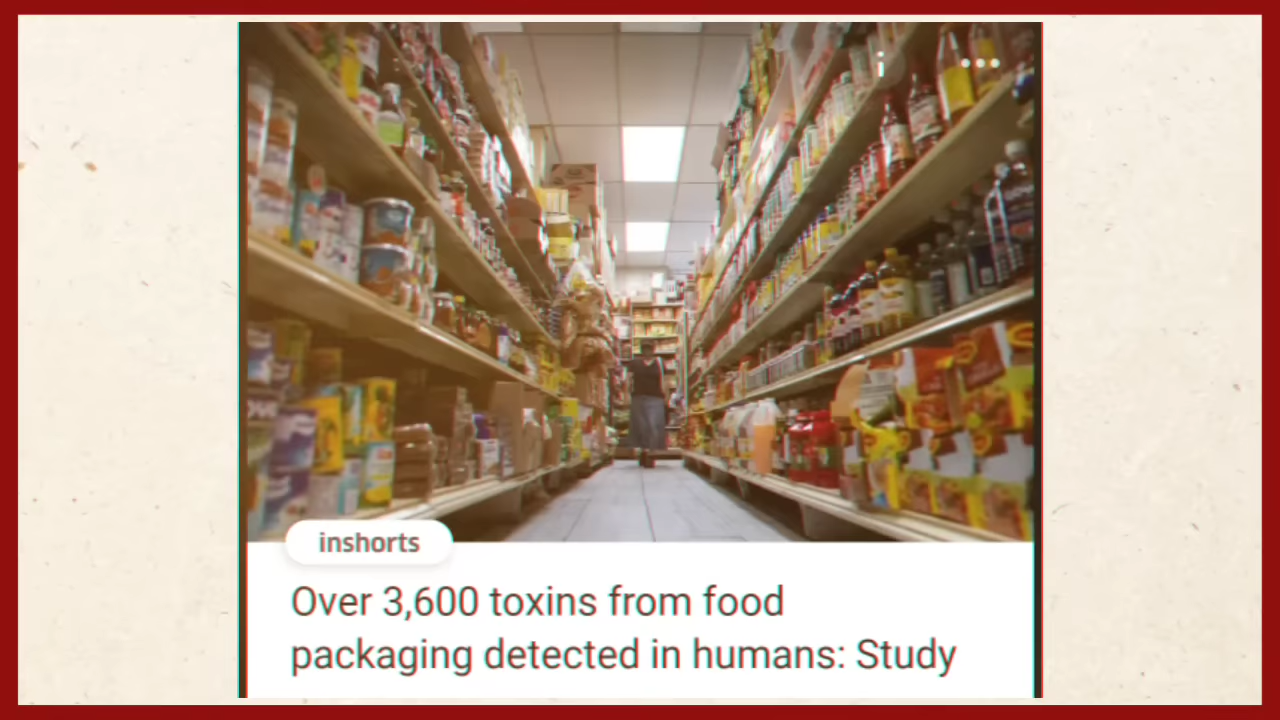 inshorts
Over 3,600 toxins from food
packaging detected in humans: Study